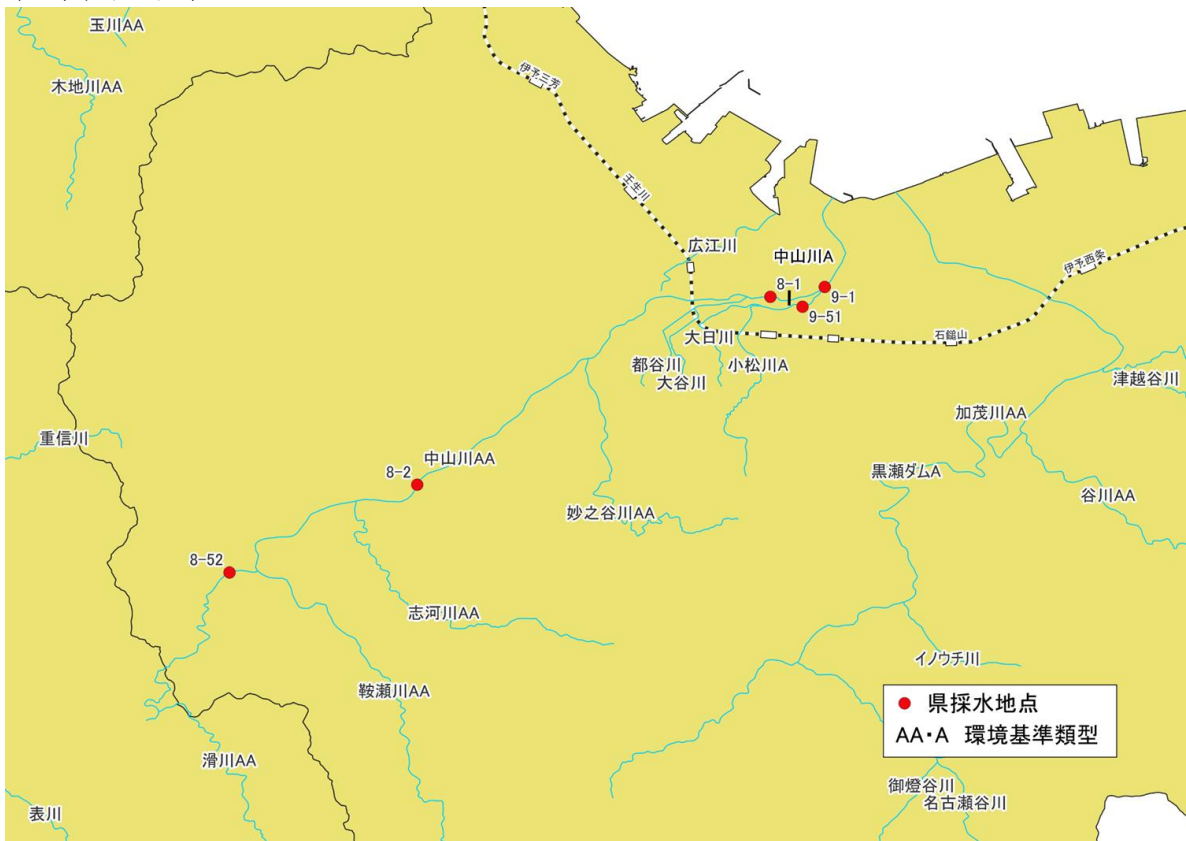 玉川AA
木地川AA
伊予三芳
壬生川
広江川
中山川A
8-1
9-1
9-51
伊予西条
石鎚山
大日川
都谷川
大谷川
小松川A
津越谷川
加茂川AA
重信川
8-2
中山川AA
黒瀬ダムA
谷川AA
妙之谷川AA
8-52
志河川AA
イノウチ川
鞍瀬川AA
県採水地点
AA・A 環境基準類型
滑川AA
御燈谷川
名古瀬谷川
表川